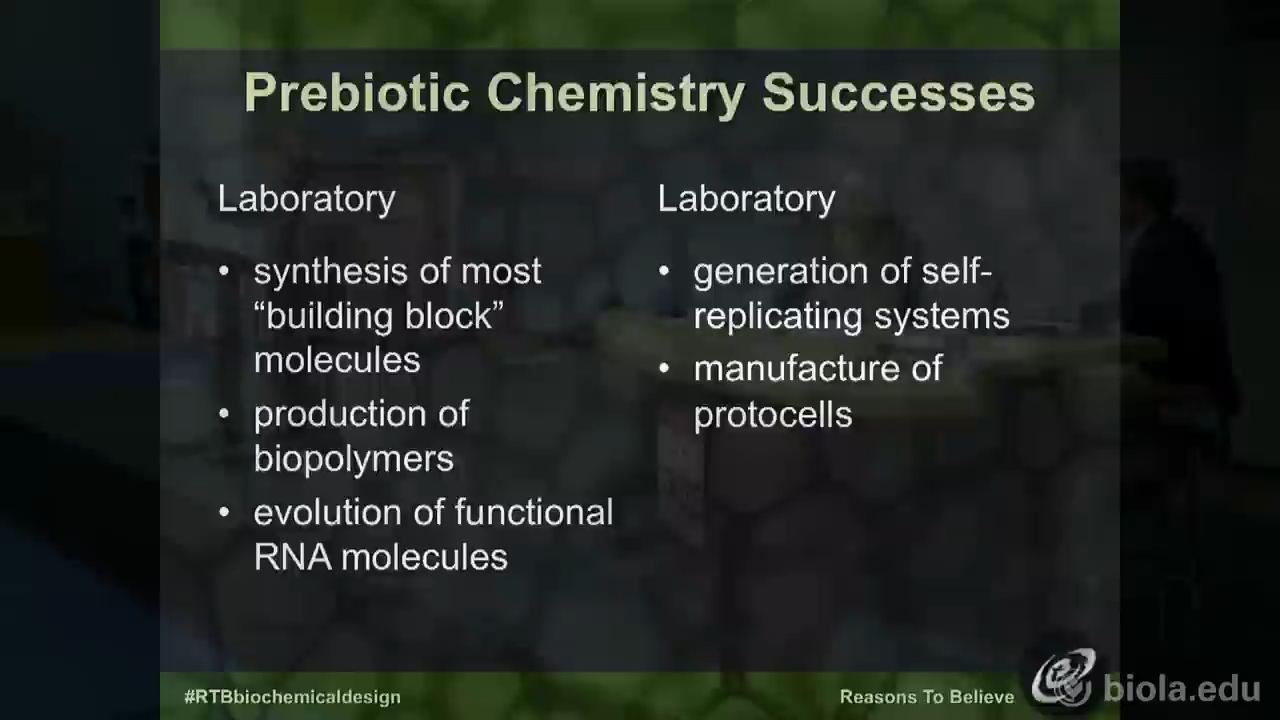 Prebiotic Chemistry Successes
Laboratory
• synthesis of most
“building block”
molecules
• production of
biopolymers
• evolution of functional
RNA molecules
Laboratory
• generation of self-
replicating systems
• manufacture of
protocells
#RTBbiochemicaldesign
Reasons To Believe
biola.edu